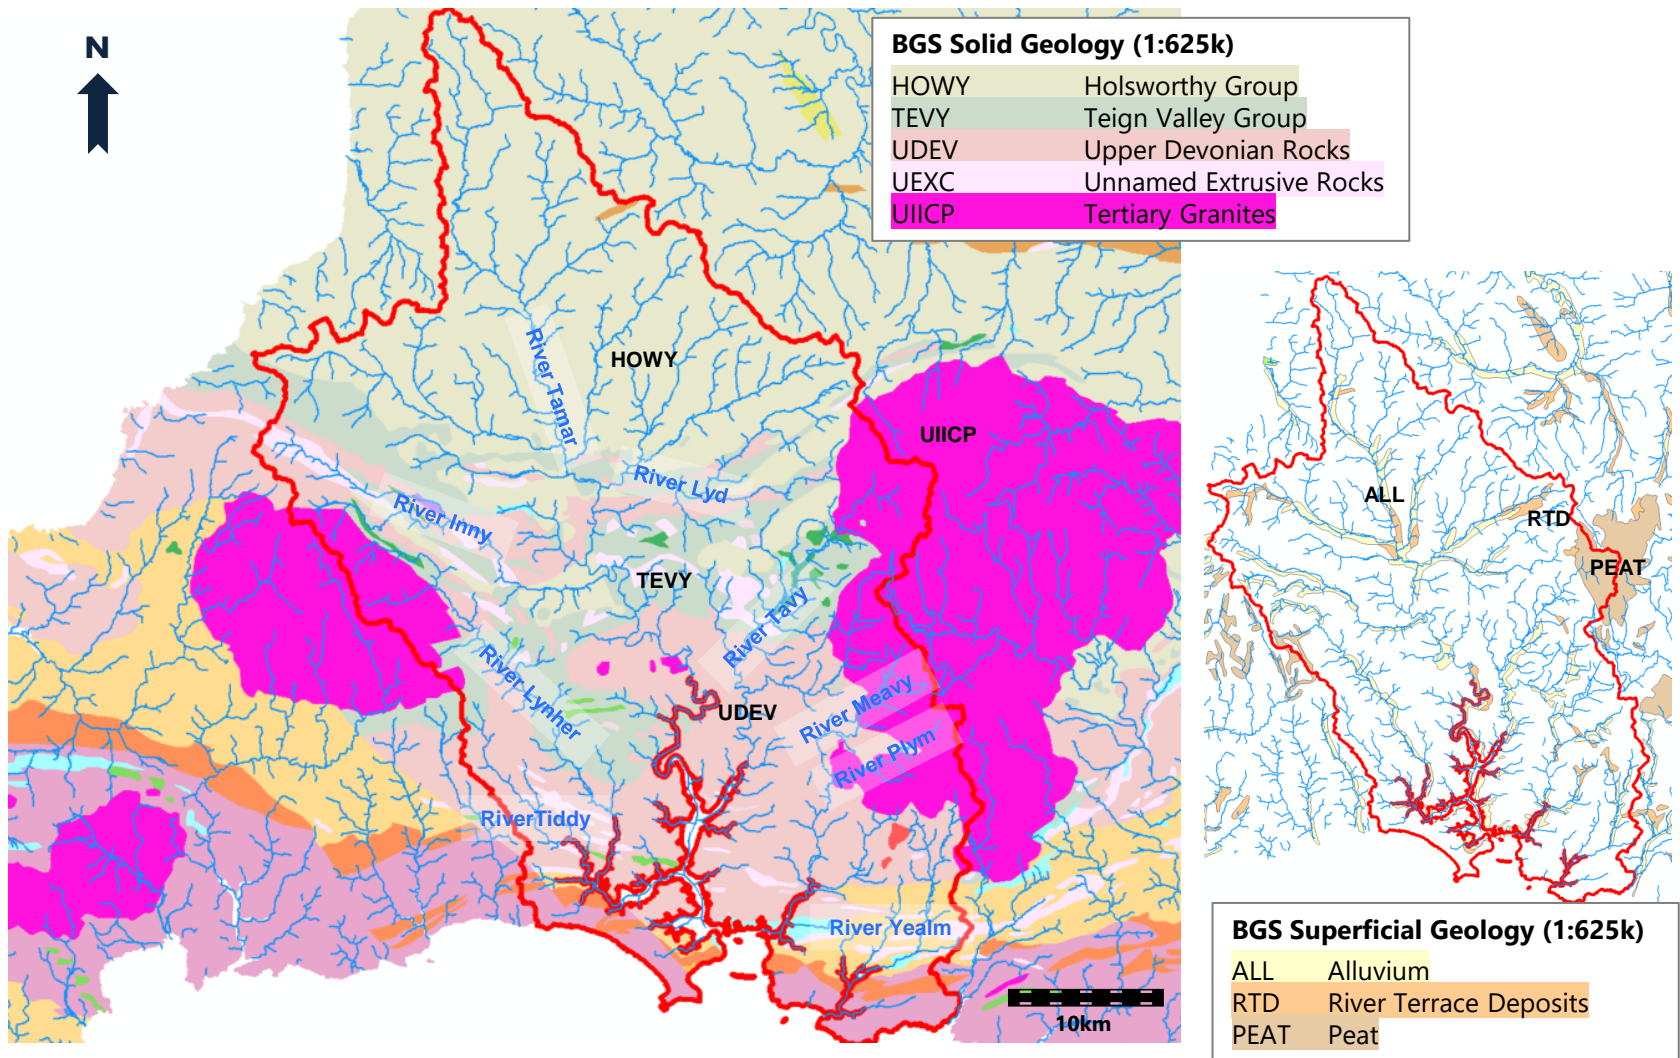 N
BGS Solid Geology (1:625k)
HOWY Holsworthy Group
TEVY Teign Valley Group
UDEV Upper Devonian Rocks
UEXC Unnamed Extrusive Rocks
UIICP Tertiary Granites
River Tamar
HOWY
UIICP
River Lyd
River Inny
TEVY
River Tavy
River Lynher
UDEV
River Meavy
River Plym
RiverTiddy
River Yealm
10km
ALL
RTD
PEAT
BGS Superficial Geology (1:625k)
ALL Alluvium
RTD River Terrace Deposits
PEAT Peat